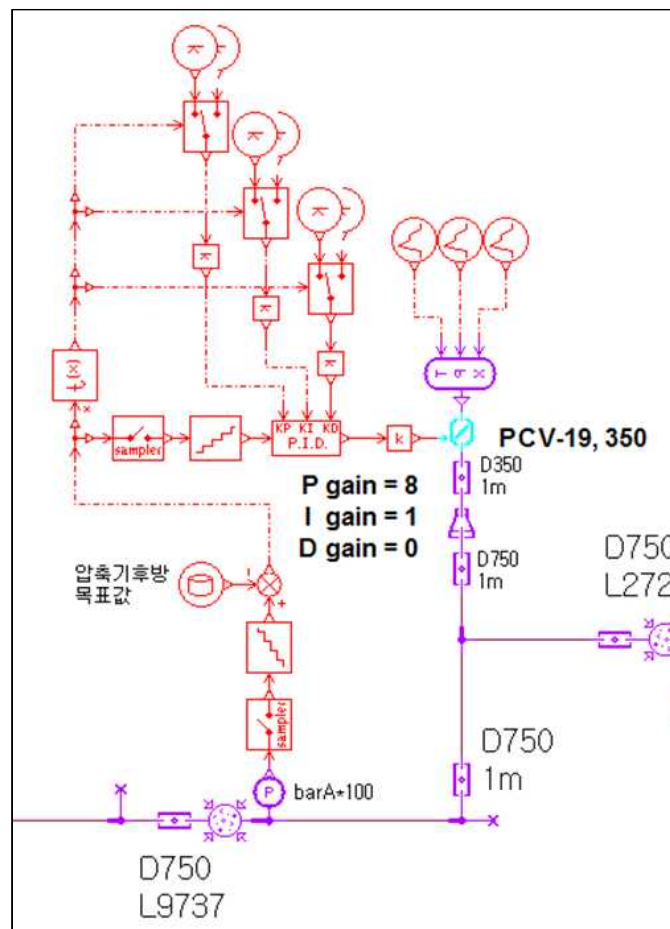 k
k
k
k
k
k
f(x)
x
T q x
sampler
KP KI KD
P.I.D.
k
PCV-19, 350
D350
1m
P gain = 8
I gain = 1
D gain = 0
D750
1m
D750
L272
압축기후방
목표값
-
+
sampler
P
barA*100
D750
1m
D750
L9737